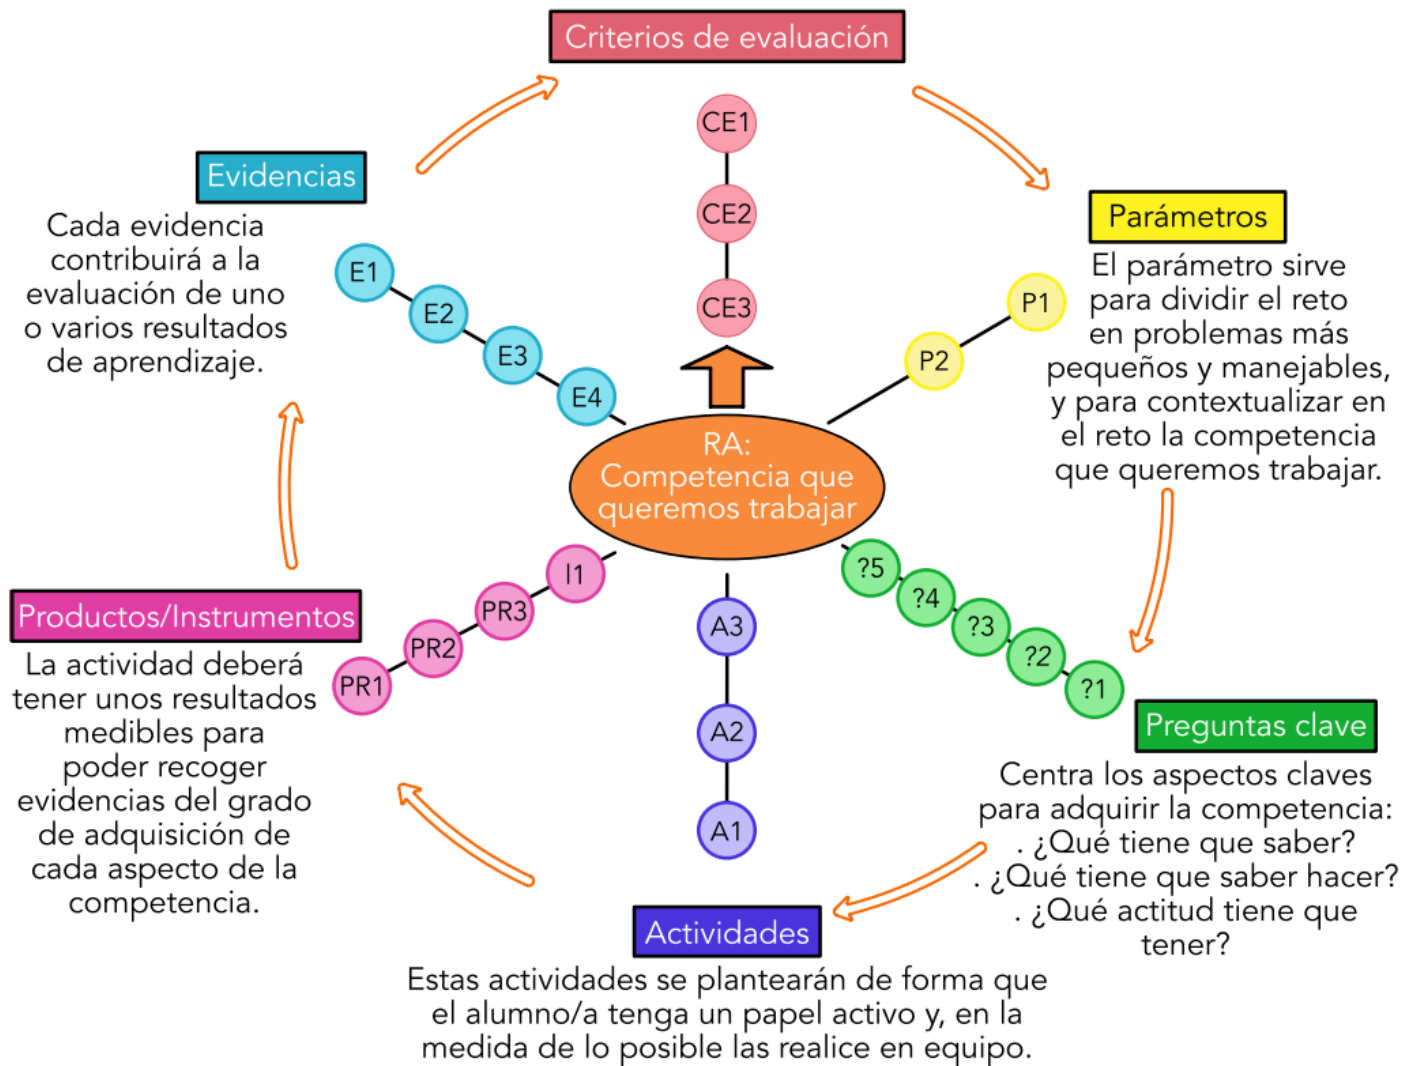 Criterios de evaluación
CE1
CE2
CE3
Evidencias
Cada evidencia
contribuirá a la
evaluación de uno
o varios resultados
de aprendizaje.
E1
E2
E3
E4
Parámetros
El parámetro sirve
para dividir el reto
en problemas más
pequeños y manejables,
y para contextualizar en
el reto la competencia
que queremos trabajar.
P1
P2
RA:
Competencia que
queremos trabajar
?5
?4
?3
?2
?1
Preguntas clave
Centra los aspectos claves
para adquirir la competencia:
. ¿Qué tiene que saber?
. ¿Qué tiene que saber hacer?
. ¿Qué actitud tiene que
tener?
A3
A2
A1
Actividades
Estas actividades se plantearán de forma que
el alumno/a tenga un papel activo y, en la
medida de lo posible las realice en equipo.
I1
PR3
PR2
PR1
Productos/Instrumentos
La actividad deberá
tener unos resultados
medibles para
poder recoger
evidencias del grado
de adquisición de
cada aspecto de la
competencia.